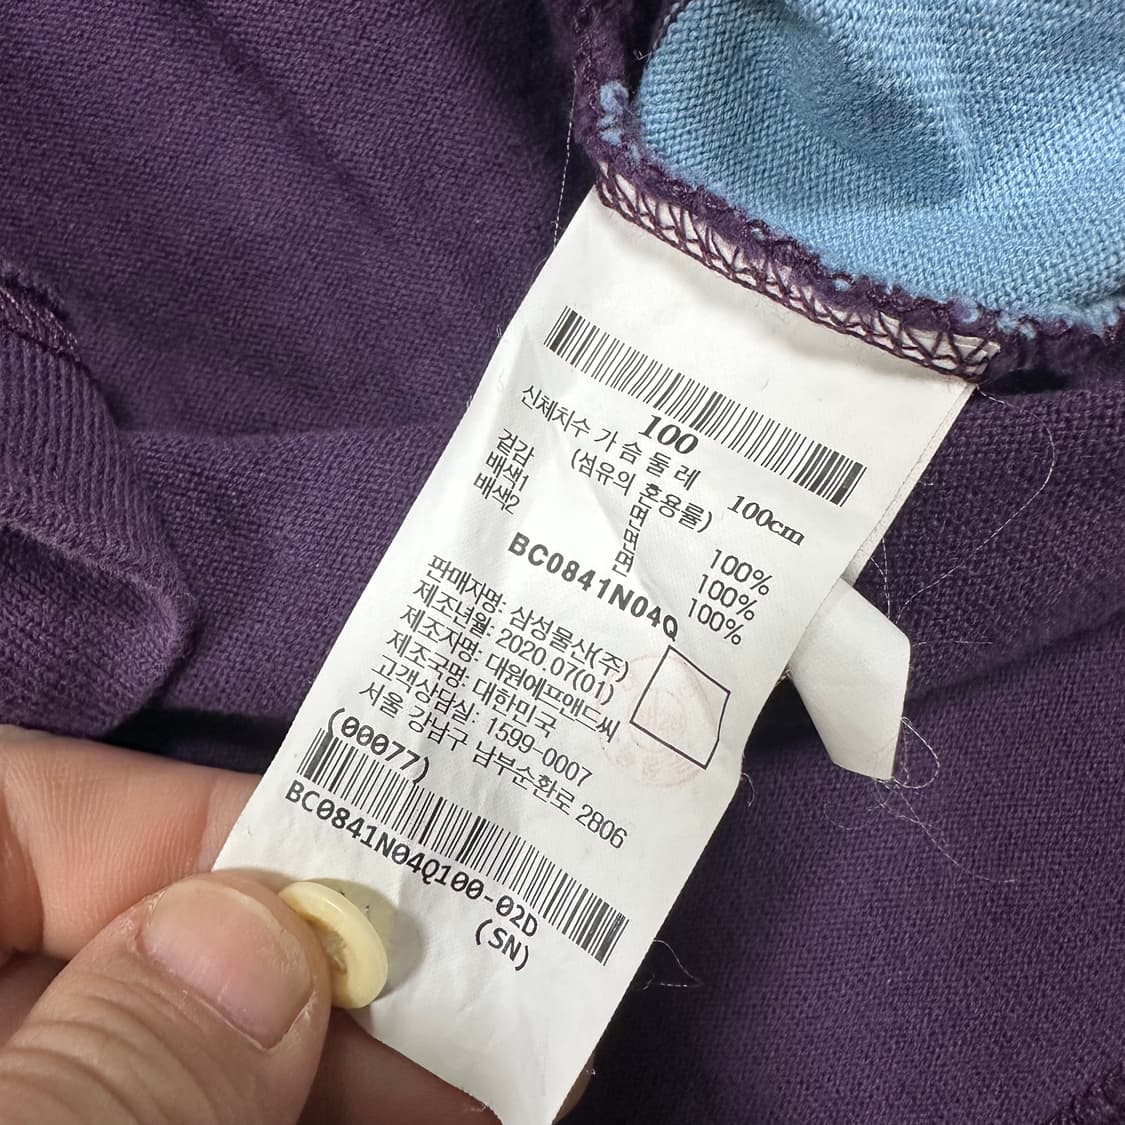 100
신체치수 가슴둘레 100cm
(섬유의 혼용률)
겉감 면 100%
배색1 면 100%
배색2 면 100%
BC0841N04Q
판매자명: 삼성물산(주)
제조년월: 2020.07(01)
제조자명: 대원에프앤드씨
제조국명: 대한민국
고객상담실: 1599-0007
서울 강남구 남부순환로 2806
(00077)
BC0841N04Q100-02D
(SN)